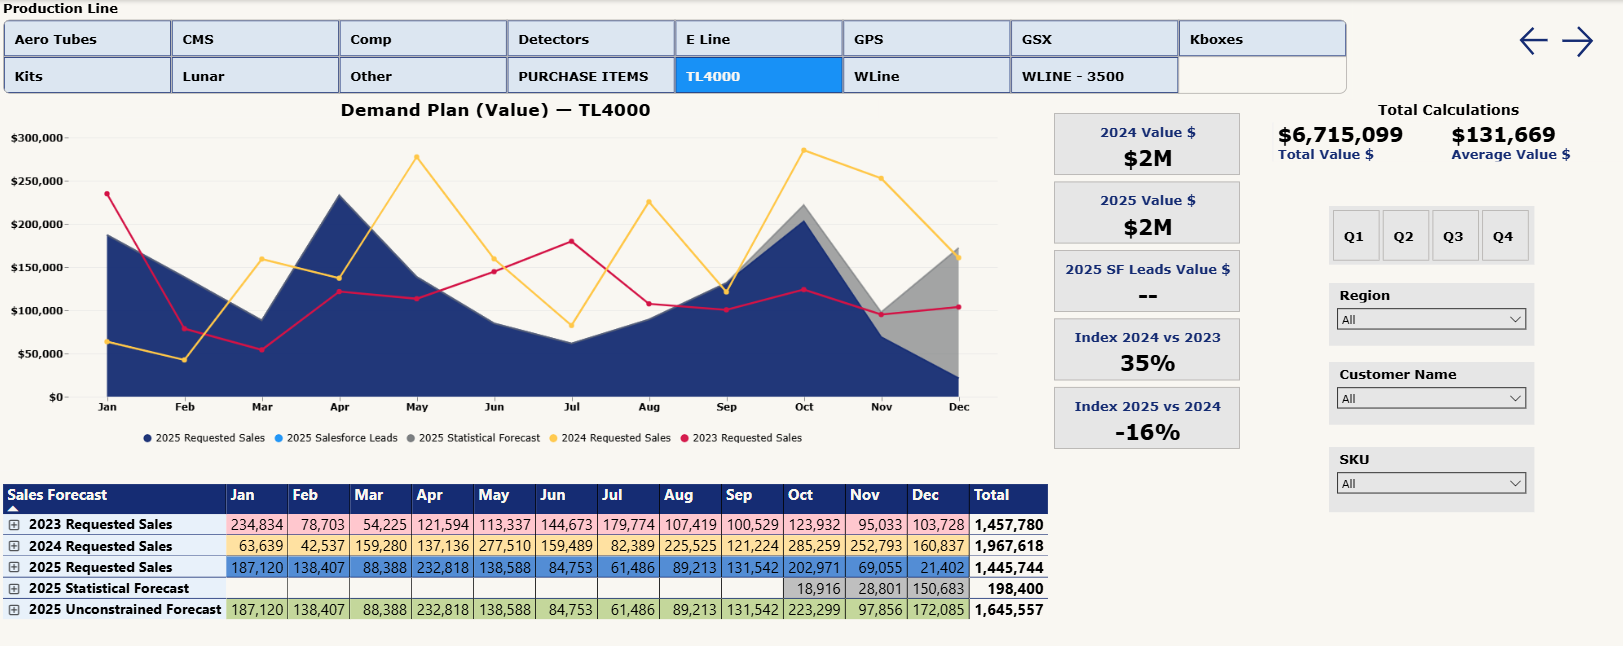 Production Line
Aero Tubes CMS Comp Detectors E Line GPS GSX Kboxes
Kits Lunar Other PURCHASE ITEMS TL4000 WLine WLINE - 3500
Demand Plan (Value) — TL4000
$300,000
$250,000
$200,000
$150,000
$100,000
$50,000
$0
Jan Feb Mar Apr May Jun Jul Aug Sep Oct Nov Dec
2025 Requested Sales 2025 Salesforce Leads 2025 Statistical Forecast 2024 Requested Sales 2023 Requested Sales
2024 Value $
$2M
2025 Value $
$2M
2025 SF Leads Value $
--
Index 2024 vs 2023
35%
Index 2025 vs 2024
-16%
Total Calculations
$6,715,099 $131,669
Total Value $ Average Value $
Q1 Q2 Q3 Q4
Region
All
Customer Name
All
SKU
All
Sales Forecast Jan Feb Mar Apr May Jun Jul Aug Sep Oct Nov Dec Total
2023 Requested Sales 234,834 78,703 54,225 121,594 113,337 144,673 179,774 107,419 100,529 123,932 95,033 103,728 1,457,780
2024 Requested Sales 63,639 42,537 159,280 137,136 277,510 159,489 82,389 225,525 121,224 285,259 252,793 160,837 1,967,618
2025 Requested Sales 187,120 138,407 88,388 232,818 138,588 84,753 61,486 89,213 131,542 202,971 69,055 21,402 1,445,744
2025 Statistical Forecast 18,916 28,801 150,683 198,400
2025 Unconstrained Forecast 187,120 138,407 88,388 232,818 138,588 84,753 61,486 89,213 131,542 223,299 97,856 172,085 1,645,557